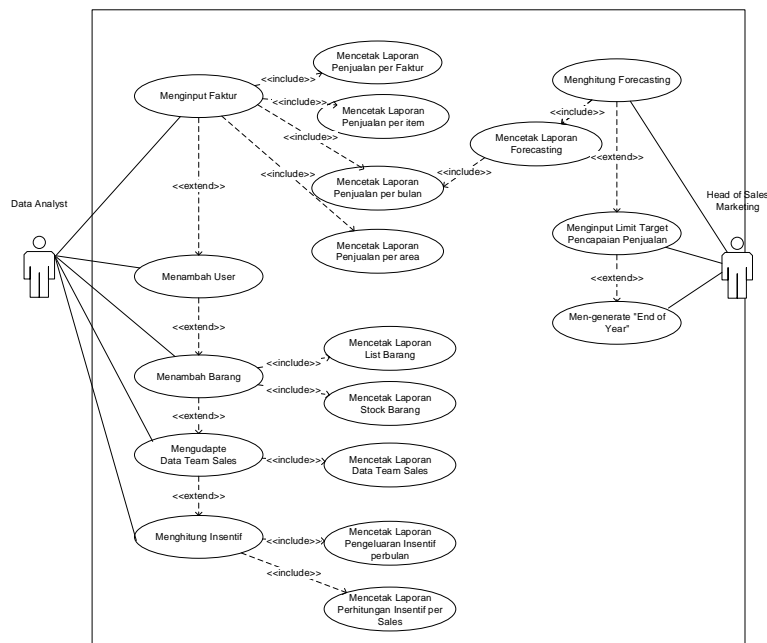 Mencetak Laporan
Penjualan per Faktur
<<include>>
Menginput Faktur
<<include>>
Mencetak Laporan
Penjualan per item
<<include>>
Menghitung Forecasting
<<include>>
Mencetak Laporan
Forecasting
<<extend>>
<<include>>
<<include>>
Mencetak Laporan
Penjualan per bulan
<<extend>>
Data Analyst
Head of Sales
Marketing
Menginput Limit Target
Pencapaian Penjualan
Mencetak Laporan
Penjualan per area
Menambah User
<<extend>>
<<extend>>
Men-generate "End of
Year"
Mencetak Laporan
List Barang
<<include>>
Menambah Barang
<<include>>
Mencetak Laporan
Stock Barang
<<extend>>
Mengudapte
Data Team Sales
<<include>>
Mencetak Laporan
Data Team Sales
<<extend>>
Menghitung Insentif
<<include>>
Mencetak Laporan
Pengeluaran Insentif
perbulan
<<include>>
Mencetak Laporan
Perhitungan Insentif per
Sales